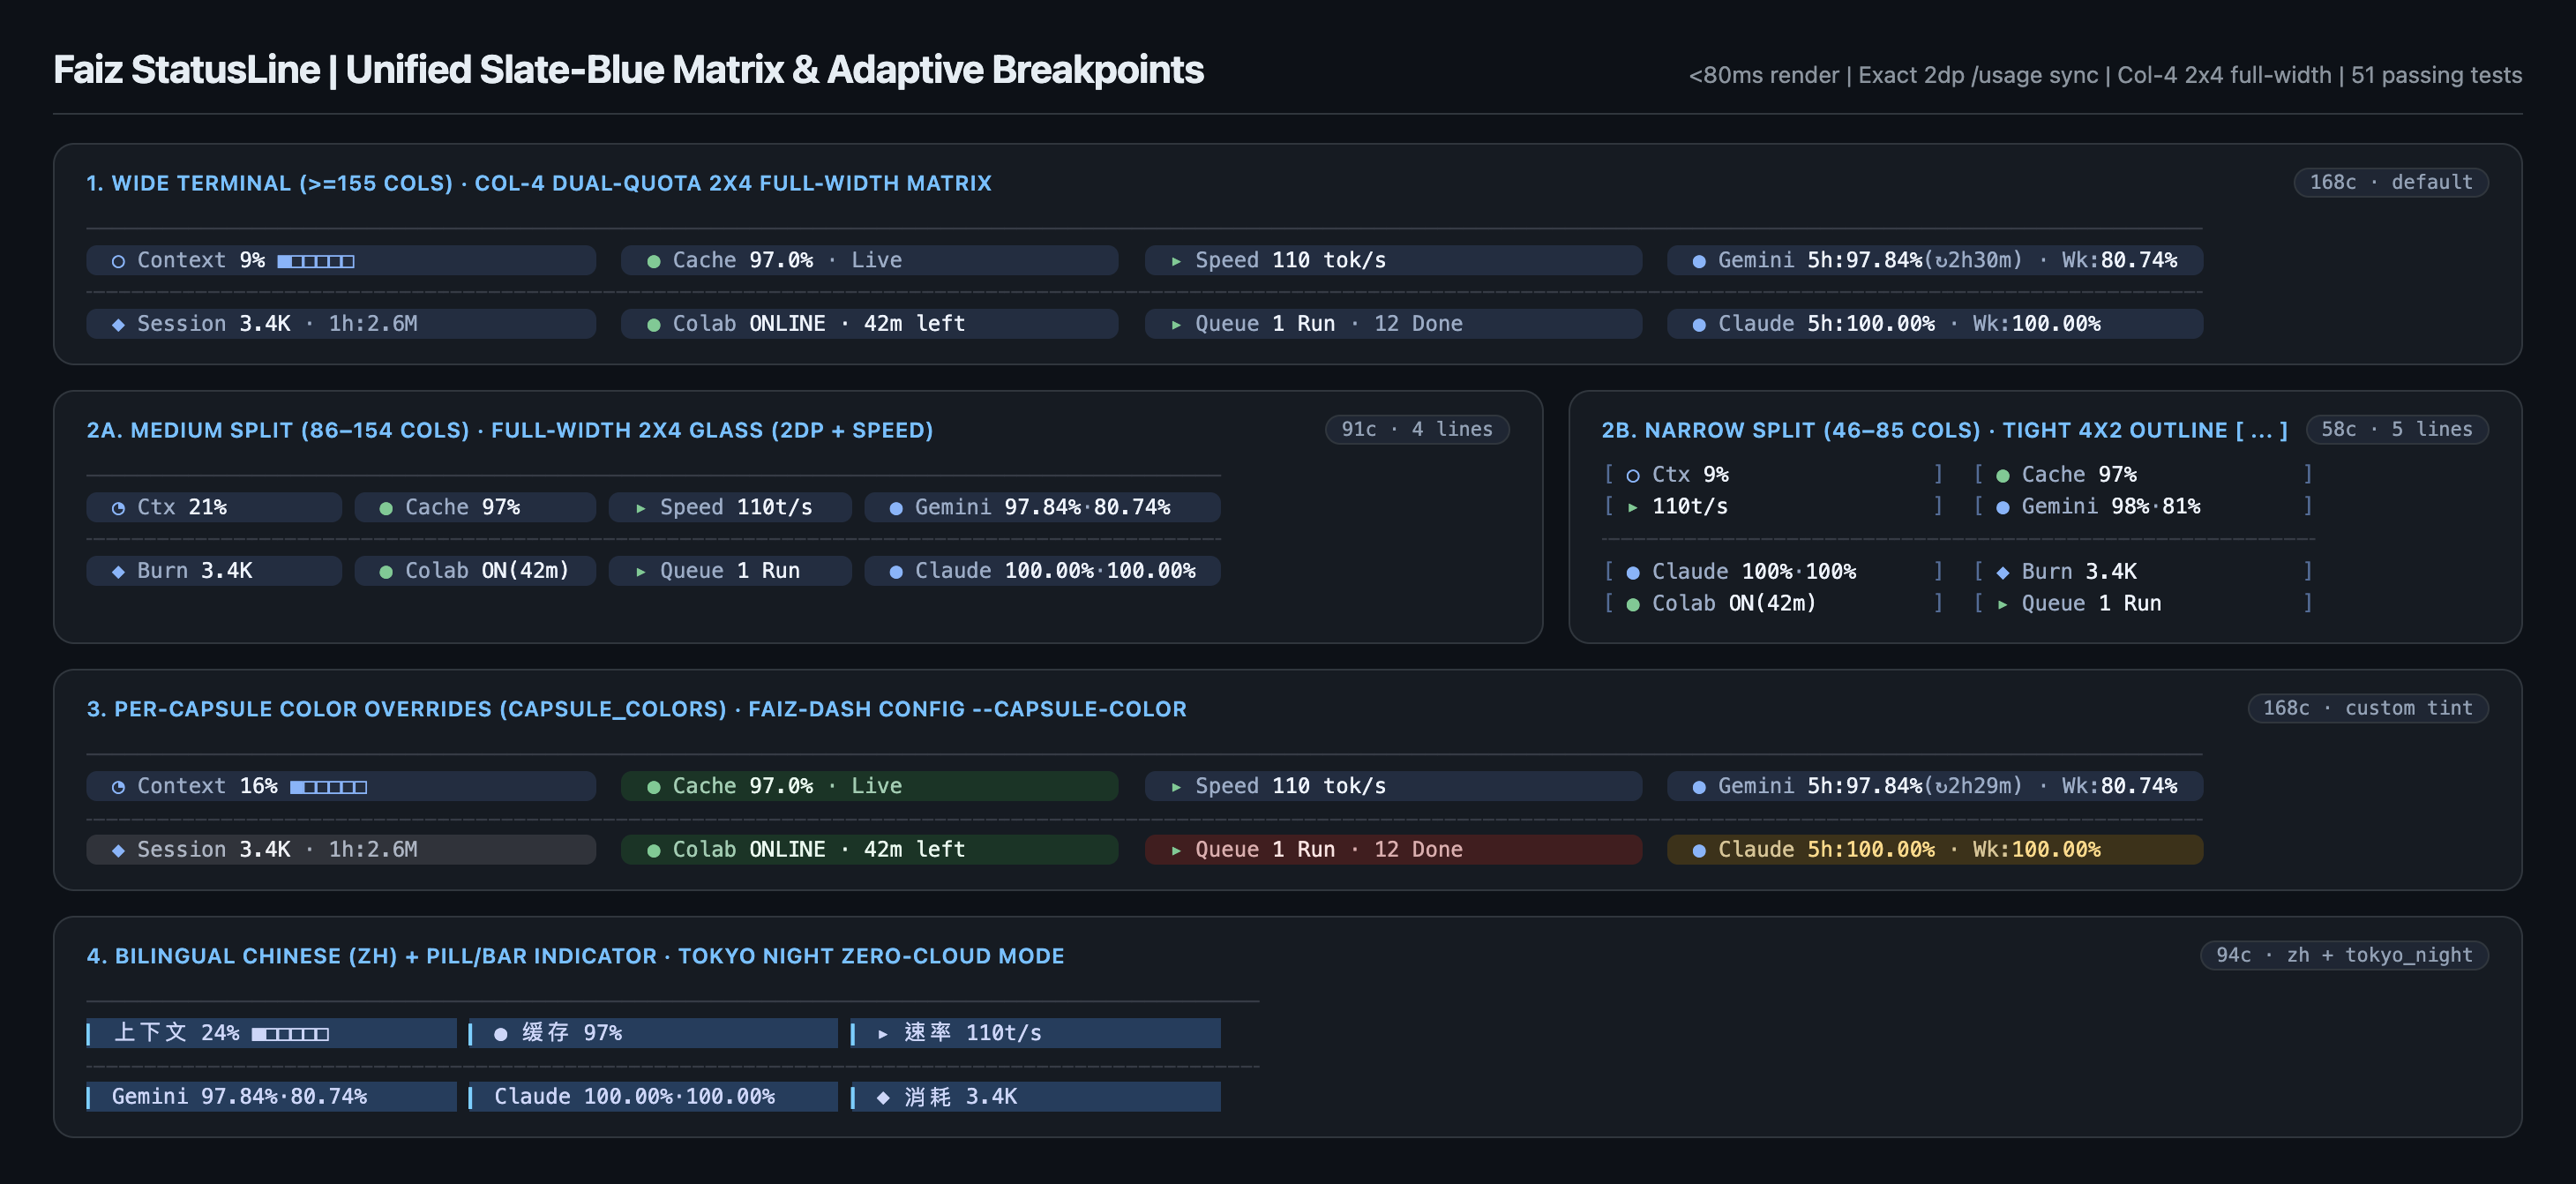 Faiz StatusLine | Unified Slate-Blue Matrix & Adaptive Breakpoints
<80ms render | Exact 2dp /usage sync | Col-4 2x4 full-width | 51 passing tests
1. WIDE TERMINAL (>=155 COLS) · COL-4 DUAL-QUOTA 2X4 FULL-WIDTH MATRIX
168c · default
○ Context 9% ■□□□□□ ● Cache 97.0% · Live ▸ Speed 110 tok/s ● Gemini 5h:97.84%(↻2h30m) · Wk:80.74%
◆ Session 3.4K · 1h:2.6M ● Colab ONLINE · 42m left ▸ Queue 1 Run · 12 Done ● Claude 5h:100.00% · Wk:100.00%
2A. MEDIUM SPLIT (86–154 COLS) · FULL-WIDTH 2X4 GLASS (2DP + SPEED)
91c · 4 lines
◔ Ctx 21% ● Cache 97% ▸ Speed 110t/s ● Gemini 97.84%·80.74%
◆ Burn 3.4K ● Colab ON(42m) ▸ Queue 1 Run ● Claude 100.00%·100.00%
2B. NARROW SPLIT (46–85 COLS) · TIGHT 4X2 OUTLINE [ ... ]
58c · 5 lines
[ ○ Ctx 9% ] [ ● Cache 97% ]
[ ▸ 110t/s ] [ ● Gemini 98%·81% ]
[ ● Claude 100%·100% ] [ ◆ Burn 3.4K ]
[ ● Colab ON(42m) ] [ ▸ Queue 1 Run ]
3. PER-CAPSULE COLOR OVERRIDES (CAPSULE_COLORS) · FAIZ-DASH CONFIG --CAPSULE-COLOR
168c · custom tint
◔ Context 16% ■□□□□□ ● Cache 97.0% · Live ▸ Speed 110 tok/s ● Gemini 5h:97.84%(↻2h29m) · Wk:80.74%
◆ Session 3.4K · 1h:2.6M ● Colab ONLINE · 42m left ▸ Queue 1 Run · 12 Done ● Claude 5h:100.00% · Wk:100.00%
4. BILINGUAL CHINESE (ZH) + PILL/BAR INDICATOR · TOKYO NIGHT ZERO-CLOUD MODE
94c · zh + tokyo_night
上下文 24% ■□□□□□ ● 缓存 97% ▸ 速率 110t/s
Gemini 97.84%·80.74% Claude 100.00%·100.00% ◆ 消耗 3.4K